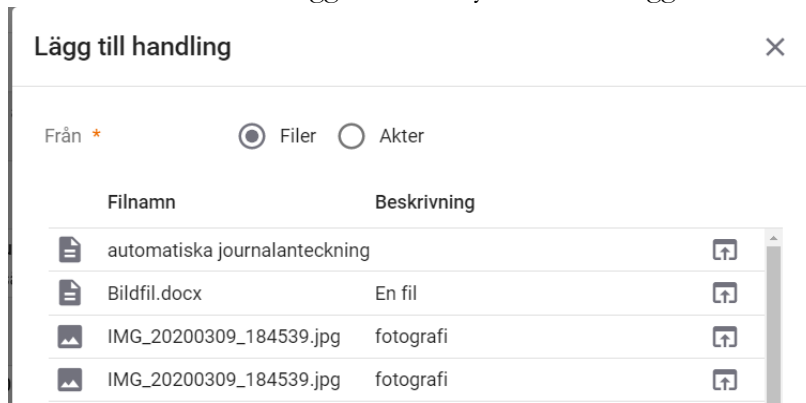 Lägg till handling
Från * Filer Akter
Filnamn Beskrivning
automatiska journalanteckning
Bildfil.docx En fil
IMG_20200309_184539.jpg fotografi
IMG_20200309_184539.jpg fotografi